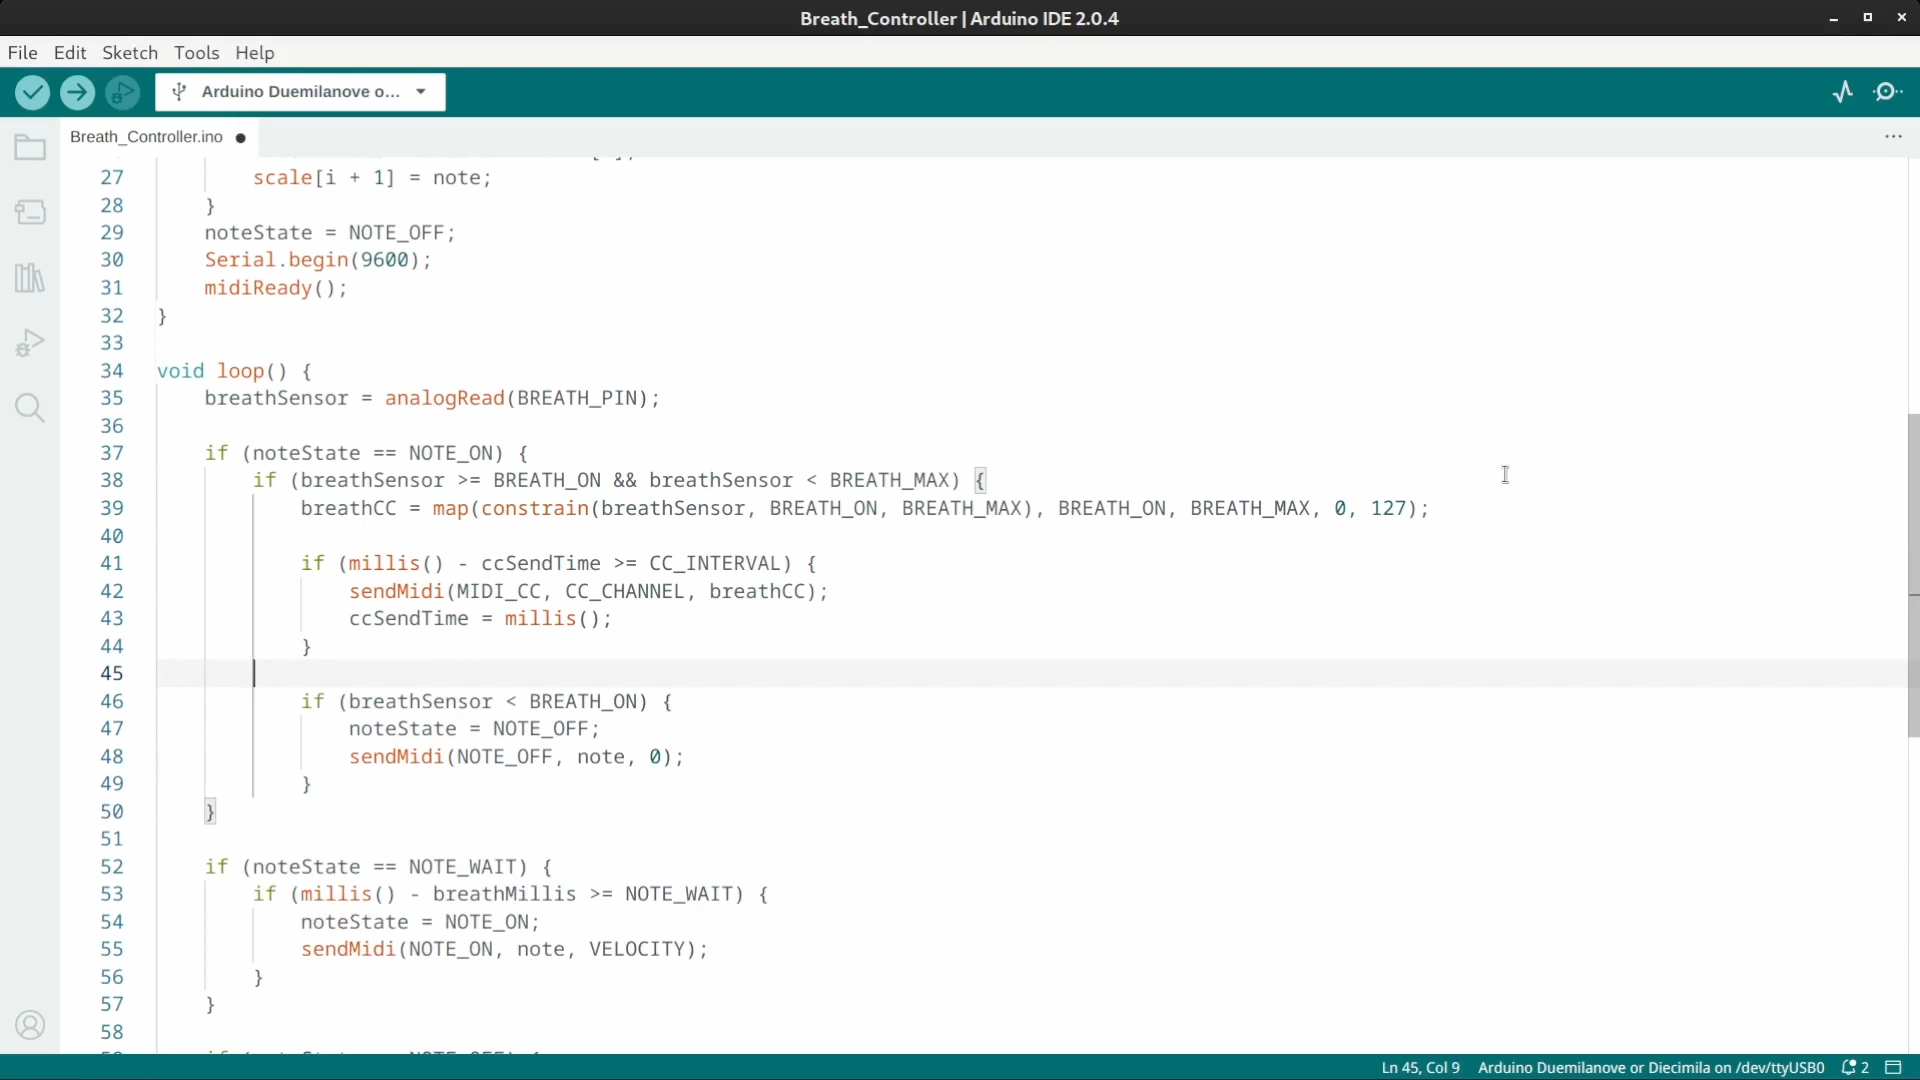 Breath_Controller | Arduino IDE 2.0.4
File Edit Sketch Tools Help
Arduino Duemilanove o...
Breath_Controller.ino ●
27 scale[i + 1] = note;
28 }
29 noteState = NOTE_OFF;
30 Serial.begin(9600);
31 midiReady();
32 }
33
34 void loop() {
35 breathSensor = analogRead(BREATH_PIN);
36
37 if (noteState == NOTE_ON) {
38 if (breathSensor >= BREATH_ON && breathSensor < BREATH_MAX) {
39 breathCC = map(constrain(breathSensor, BREATH_ON, BREATH_MAX), BREATH_ON, BREATH_MAX, 0, 127);
40
41 if (millis() - ccSendTime >= CC_INTERVAL) {
42 sendMidi(MIDI_CC, CC_CHANNEL, breathCC);
43 ccSendTime = millis();
44 }
45
46 if (breathSensor < BREATH_ON) {
47 noteState = NOTE_OFF;
48 sendMidi(NOTE_OFF, note, 0);
49 }
50 }
51
52 if (noteState == NOTE_WAIT) {
53 if (millis() - breathMillis >= NOTE_WAIT) {
54 noteState = NOTE_ON;
55 sendMidi(NOTE_ON, note, VELOCITY);
56 }
57 }
58
Ln 45, Col 9 Arduino Duemilanove or Diecimila on /dev/ttyUSB0 2